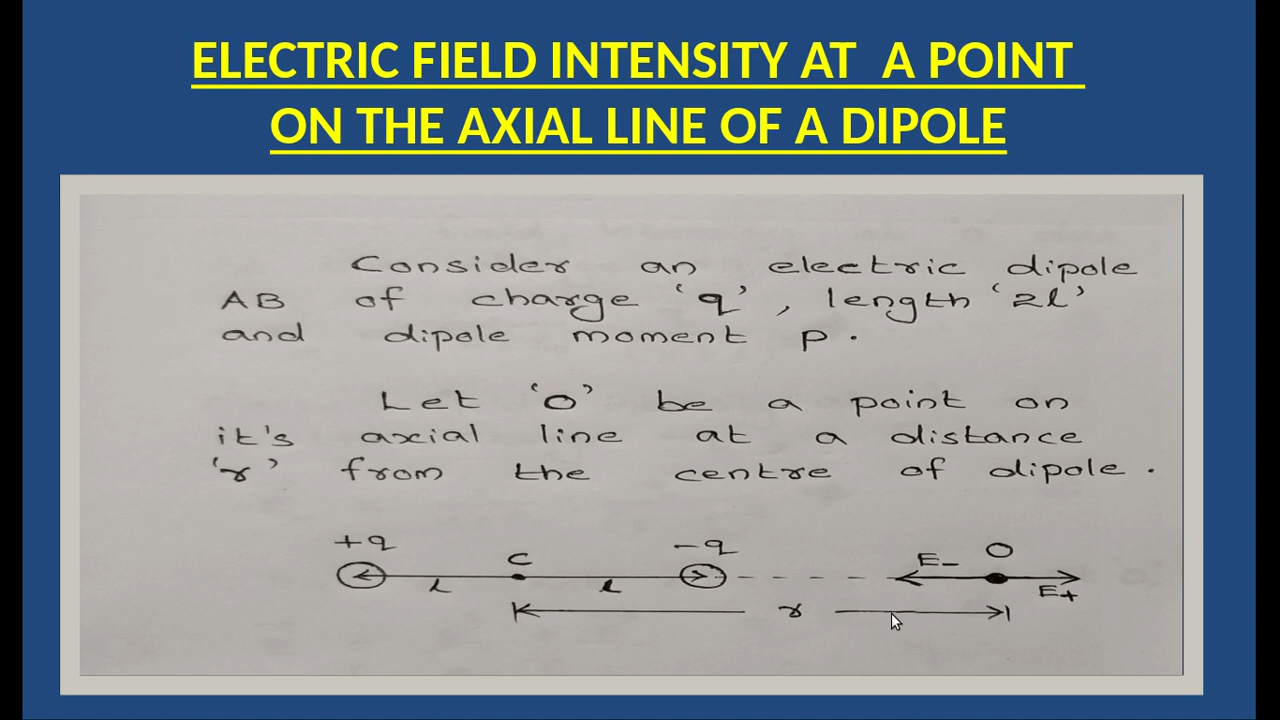 ELECTRIC FIELD INTENSITY AT A POINT
ON THE AXIAL LINE OF A DIPOLE
Consider an electric dipole
AB of charge 'q', length '2l'
and dipole moment p.
Let 'O' be a point on
it's axial line at a distance
'r' from the centre of dipole.
+q C -q E- O
l l E+
r